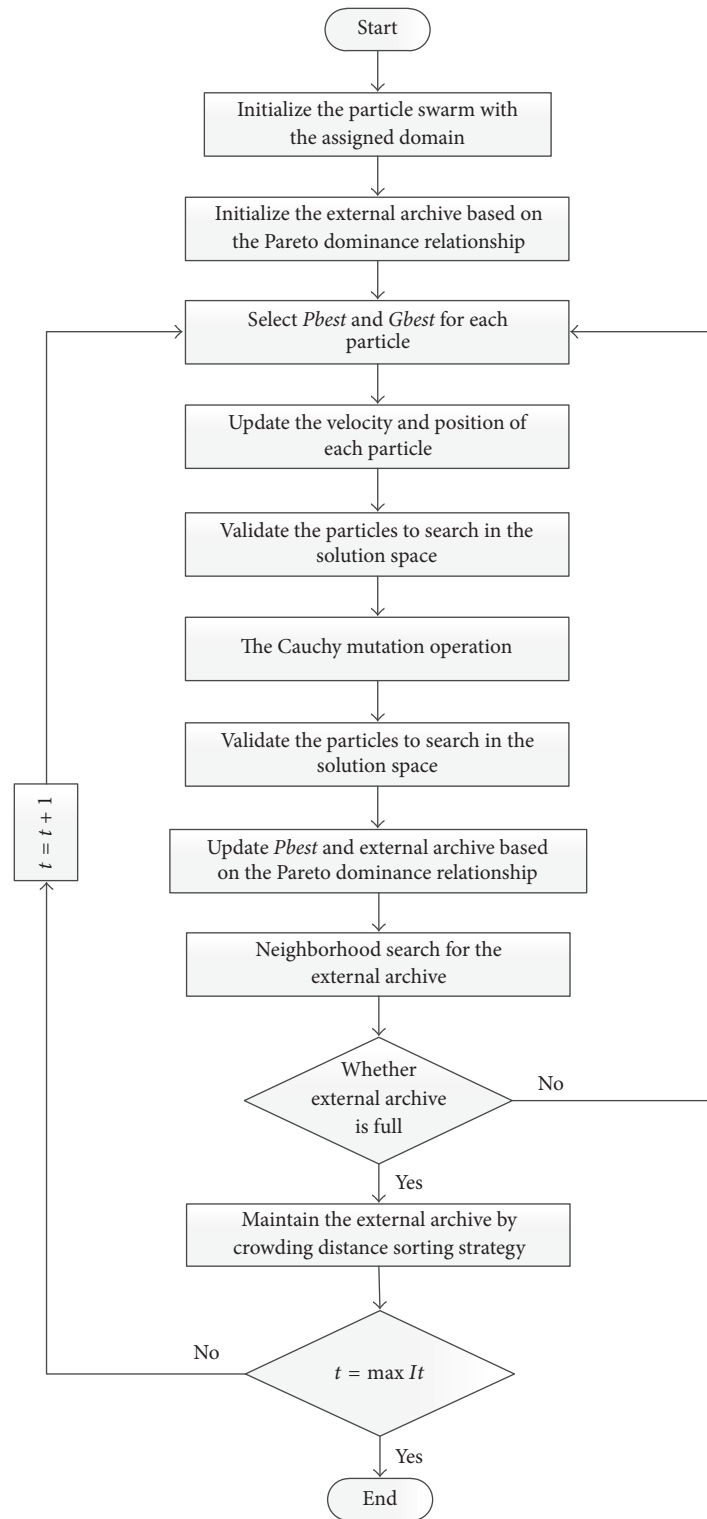 Start
Initialize the particle swarm with
the assigned domain
Initialize the external archive based on
the Pareto dominance relationship
Select Pbest and Gbest for each
particle
Update the velocity and position of
each particle
Validate the particles to search in the
solution space
The Cauchy mutation operation
Validate the particles to search in the
solution space
t = t + 1
Update Pbest and external archive based
on the Pareto dominance relationship
Neighborhood search for the
external archive
Whether
external archive
is full
No
Yes
Maintain the external archive by
crowding distance sorting strategy
No
t = max It
Yes
End